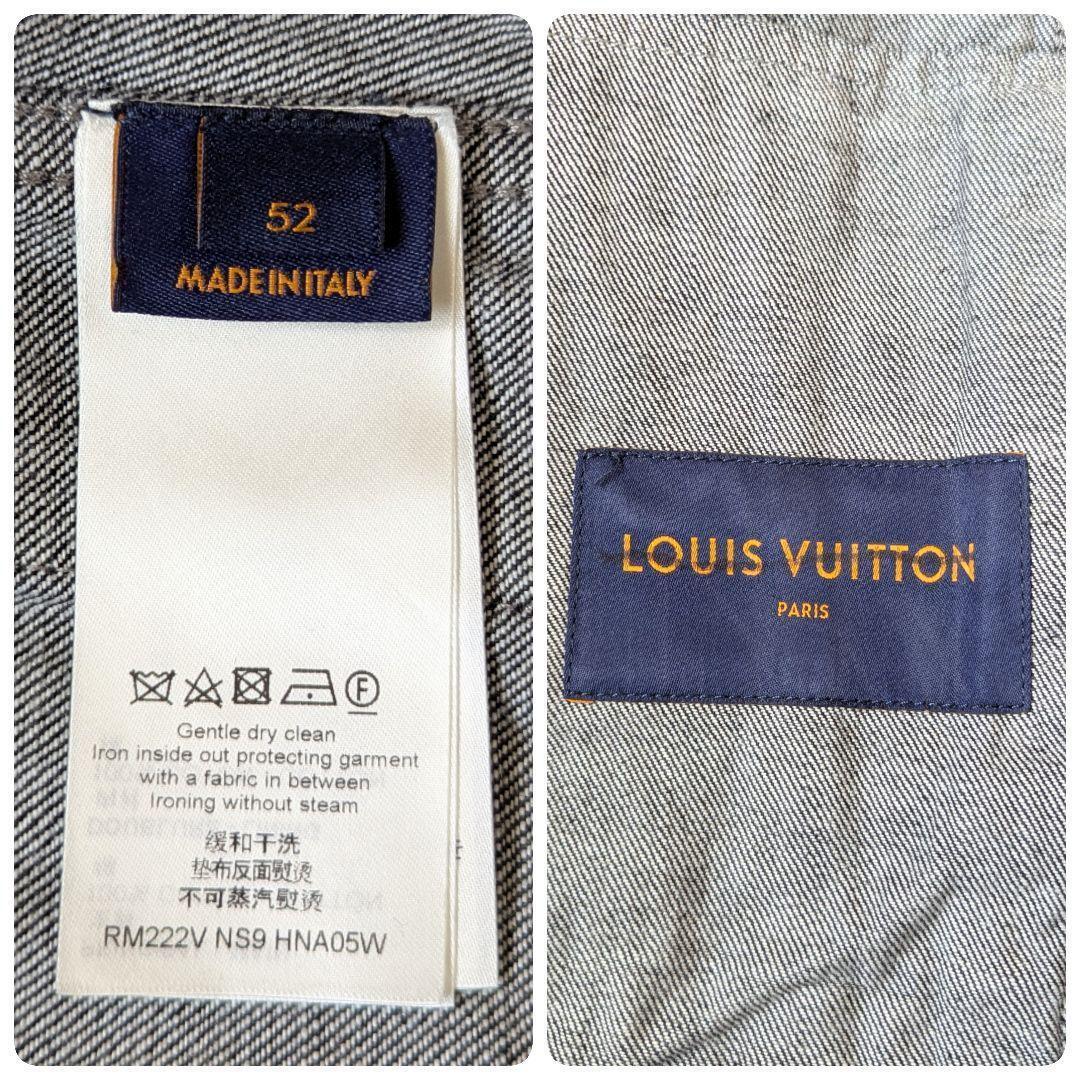 52
MADE IN ITALY
F
Gentle dry clean
Iron inside out protecting garment
with a fabric in between
Ironing without steam
缓和干洗
垫布反面熨烫
不可蒸汽熨烫
RM222V NS9 HNA05W
LOUIS VUITTON
PARIS